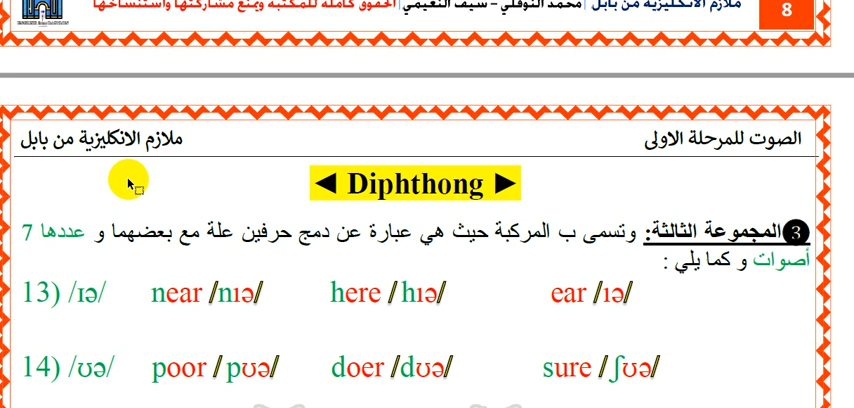 ملازم الانكليزية من بابل | محمد النوفلي – سيف النعيمي | الحقوق كاملة للمكتبة ويمنع مشاركتها واستنساخها
8
الصوت للمرحلة الاولى
ملازم الانكليزية من بابل
◄ Diphthong ►
❸المجموعة الثالثة: وتسمى ب المركبة حيث هي عبارة عن دمج حرفين علة مع بعضهما و عددها 7
أصوات و كما يلي :
13) /ɪə/ near /nɪə/ here /hɪə/ ear /ɪə/
14) /ʊə/ poor /pʊə/ doer /dʊə/ sure /ʃʊə/